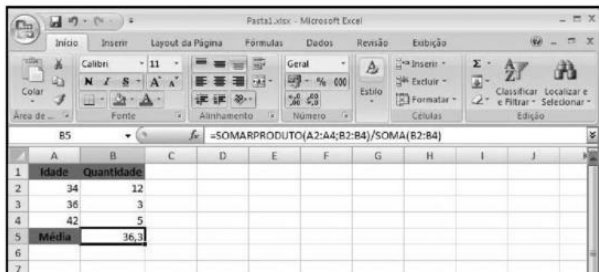 Pasta1.xlsx - Microsoft Excel
Início Inserir Layout da Página Fórmulas Dados Revisão Exibição
Colar
Calibri 11
N I S A A
Geral
% 000
Estilo
Inserir
Excluir
Formatar
Σ
Classificar e Filtrar
Localizar e Selecionar
Área de ... Fonte Alinhamento Número Células Edição
B5 fx =SOMARPRODUTO(A2:A4;B2:B4)/SOMA(B2:B4)
A B C D E F G H I J
1 Idade Quantidade
2 34 12
3 36 3
4 42 5
5 Média 36,3
6
7